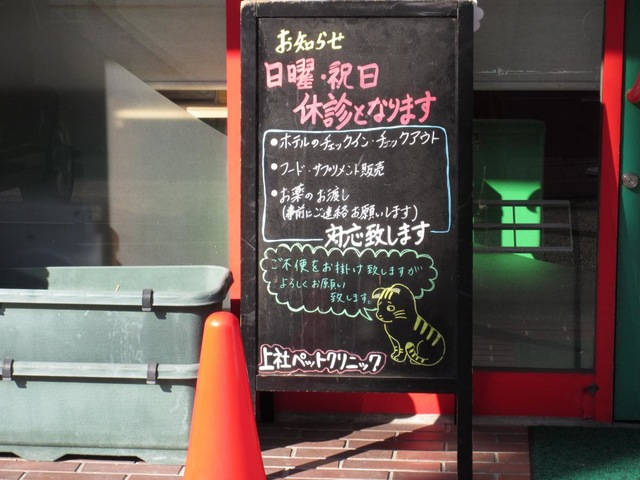 お知らせ
日曜・祝日
休診となります
●ホテルのチェックイン・チェックアウト
●フード・サプリメント販売
●お薬のお渡し
(事前にご連絡お願いします)
対応致します
ご不便をお掛け致しますが
よろしくお願い
致します。
上社ペットクリニック